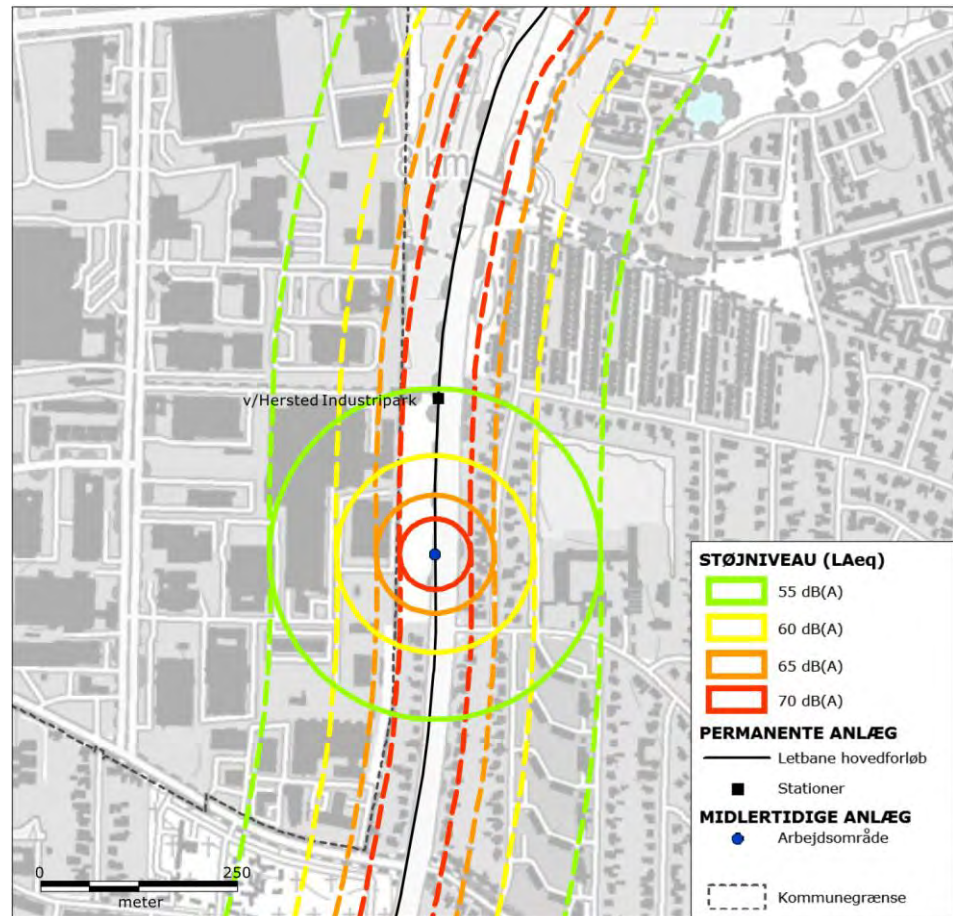 km
v/Hersted Industripark
STØJNIVEAU (LAeq)
55 dB(A)
60 dB(A)
65 dB(A)
70 dB(A)
PERMANENTE ANLÆG
Letbane hovedforløb
Stationer
MIDLERTIDIGE ANLÆG
Arbejdsområde
Kommunegrænse
0 250
meter